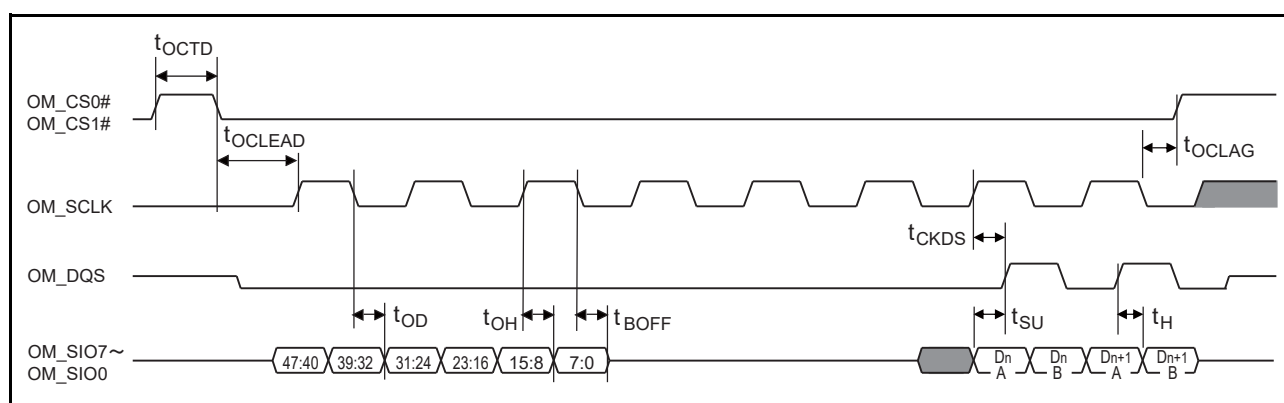 tOCTD
OM_CS0#
OM_CS1#
tOCLEAD
tOCLAG
OM_SCLK
tCKDS
OM_DQS
tOD
tOH
tBOFF
tSU
tH
OM_SIO7~
OM_SIO0
47:40 39:32 31:24 23:16 15:8 7:0
Dn A Dn B Dn+1 A Dn+1 B